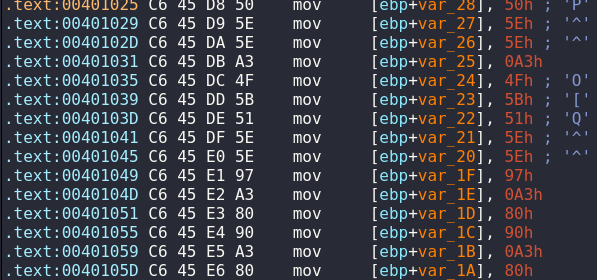 .text:00401025 C6 45 D8 50 mov [ebp+var_28], 50h ; 'P'
.text:00401029 C6 45 D9 5E mov [ebp+var_27], 5Eh ; '^'
.text:0040102D C6 45 DA 5E mov [ebp+var_26], 5Eh ; '^'
.text:00401031 C6 45 DB A3 mov [ebp+var_25], 0A3h
.text:00401035 C6 45 DC 4F mov [ebp+var_24], 4Fh ; 'O'
.text:00401039 C6 45 DD 5B mov [ebp+var_23], 5Bh ; '['
.text:0040103D C6 45 DE 51 mov [ebp+var_22], 51h ; 'Q'
.text:00401041 C6 45 DF 5E mov [ebp+var_21], 5Eh ; '^'
.text:00401045 C6 45 E0 5E mov [ebp+var_20], 5Eh ; '^'
.text:00401049 C6 45 E1 97 mov [ebp+var_1F], 97h
.text:0040104D C6 45 E2 A3 mov [ebp+var_1E], 0A3h
.text:00401051 C6 45 E3 80 mov [ebp+var_1D], 80h
.text:00401055 C6 45 E4 90 mov [ebp+var_1C], 90h
.text:00401059 C6 45 E5 A3 mov [ebp+var_1B], 0A3h
.text:0040105D C6 45 E6 80 mov [ebp+var_1A], 80h